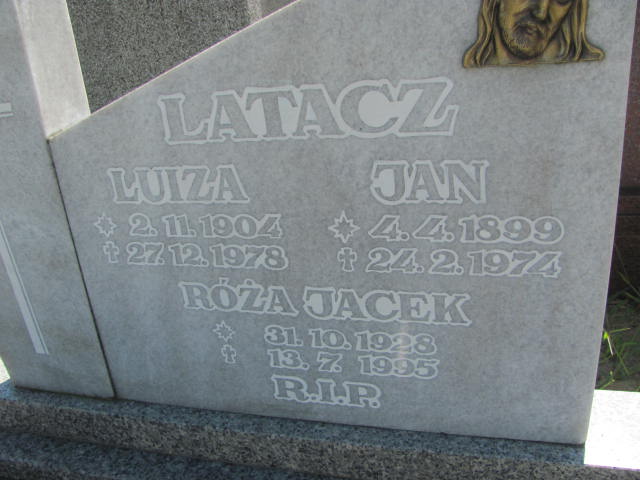 LATACZ
LUIZA JAN
2.11.1904 4.4.1899
27.12.1978 24.2.1974
RÓŻA JACEK
31.10.1928
13.7.1995
R.I.P.